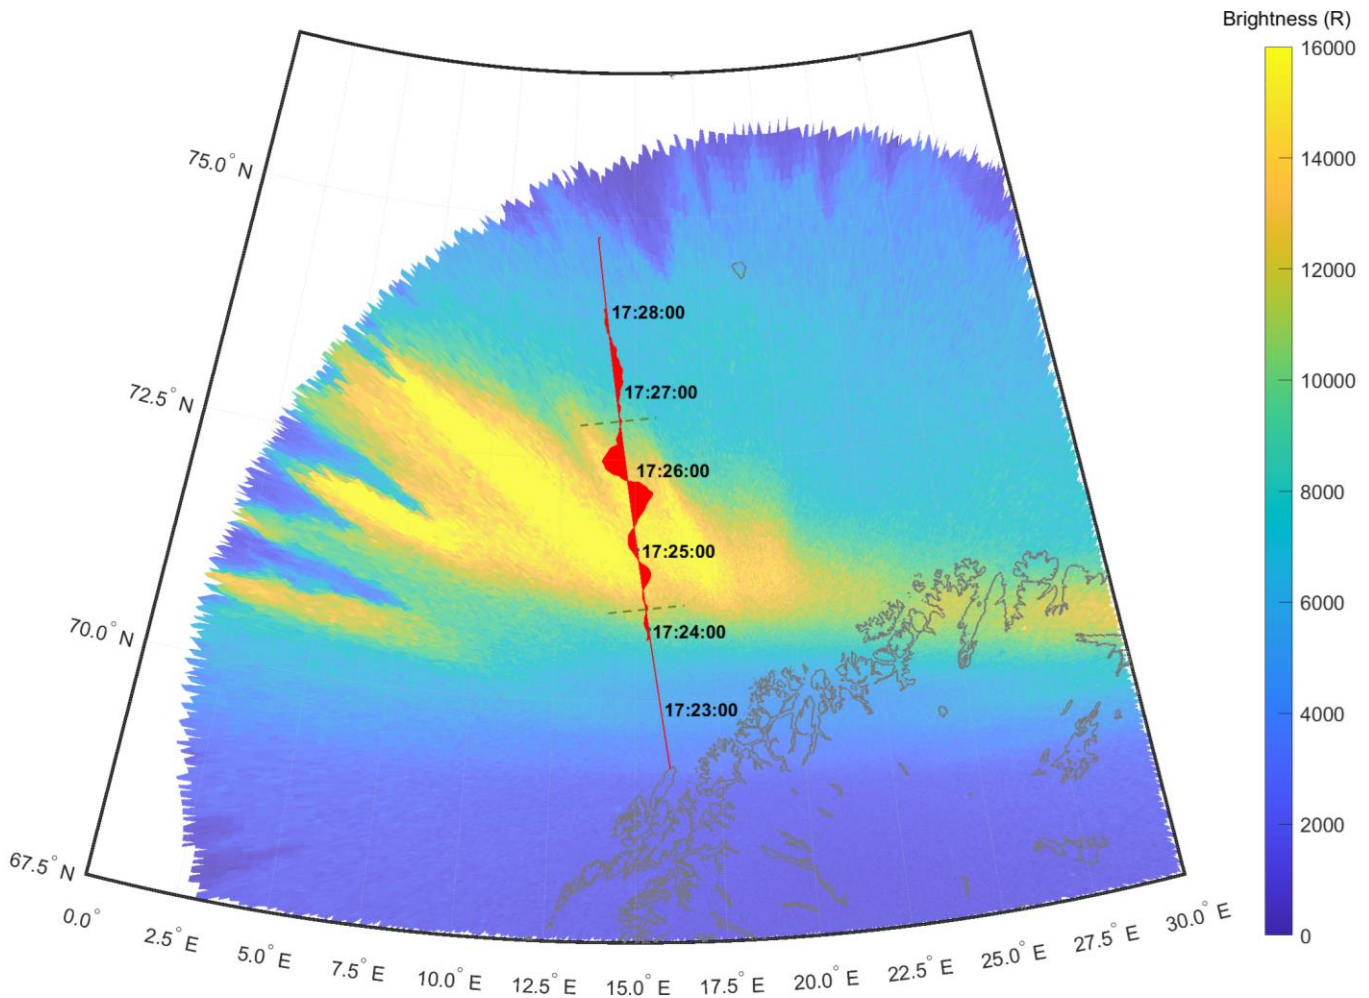 Brightness (R)
16000
14000
12000
10000
8000
6000
4000
2000
0
75.0° N
72.5° N
70.0° N
67.5° N
17:28:00
17:27:00
17:26:00
17:25:00
17:24:00
17:23:00
0.0°
2.5° E
5.0° E
7.5° E
10.0° E
12.5° E
15.0° E
17.5° E
20.0° E
22.5° E
25.0° E
27.5° E
30.0° E